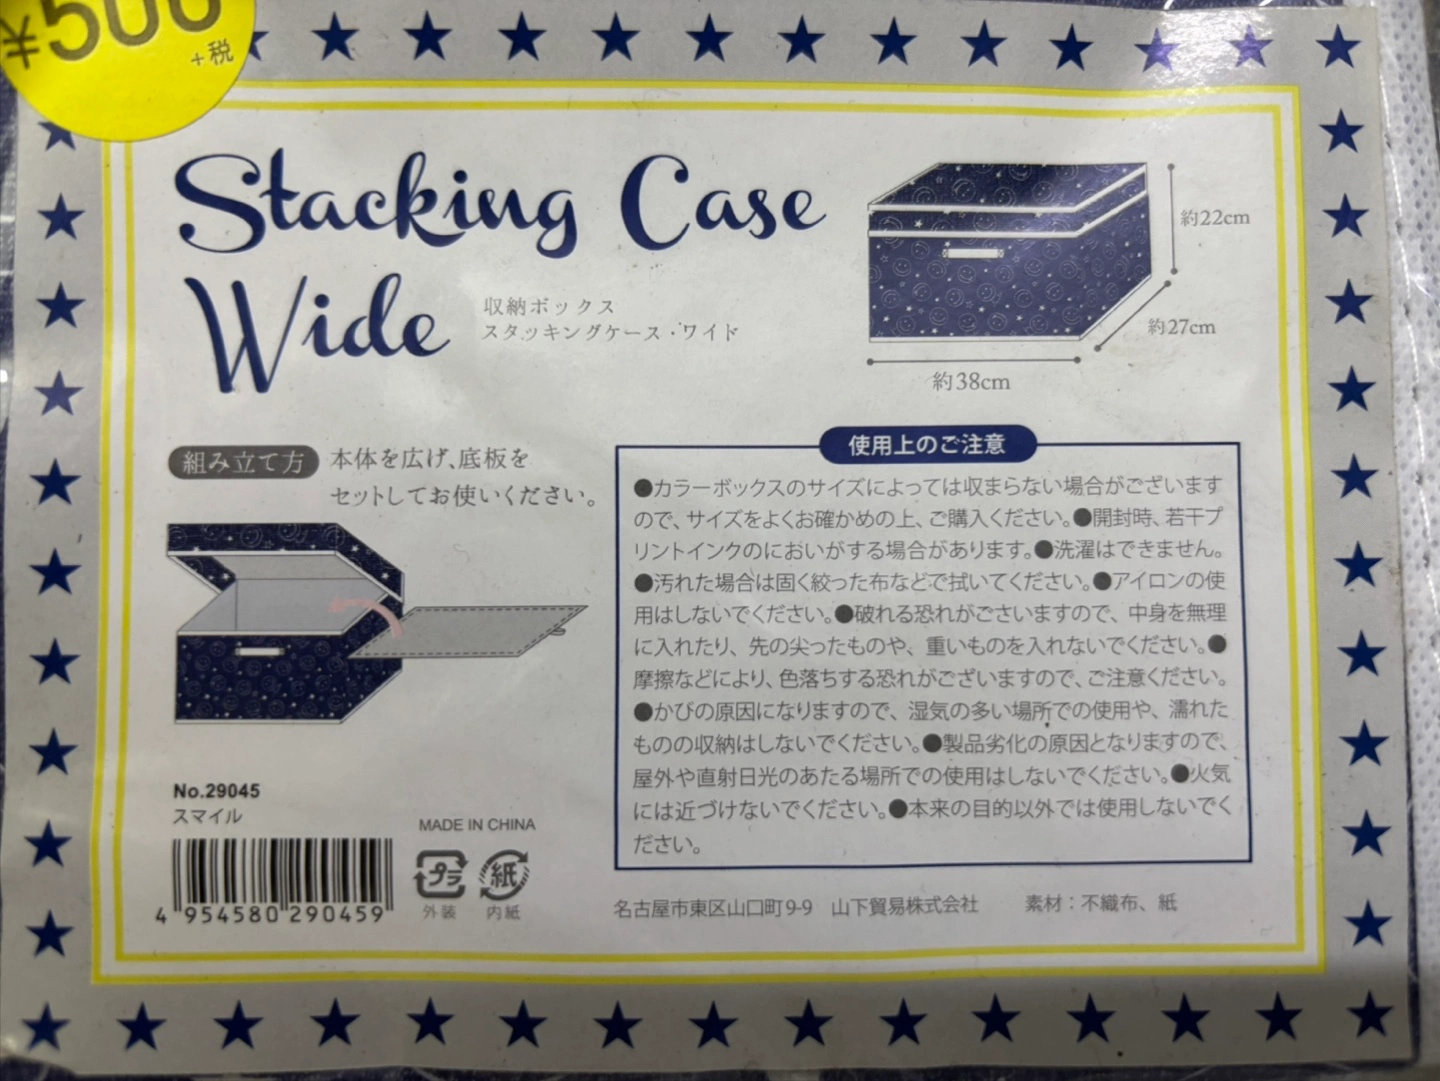 ¥500
+税
Stacking Case
Wide
収納ボックス
スタッキングケース・ワイド
約22cm
約27cm
約38cm
組み立て方 本体を広げ、底板を
セットしてお使いください。
使用上のご注意
●カラーボックスのサイズによっては収まらない場合がございます
ので、サイズをよくお確かめの上、ご購入ください。●開封時、若干プ
リントインクのにおいがする場合があります。●洗濯はできません。
●汚れた場合は固く絞った布などで拭いてください。●アイロンの使
用はしないでください。●破れる恐れがございますので、中身を無理
に入れたり、先の尖ったものや、重いものを入れないでください。●
摩擦などにより、色落ちする恐れがございますので、ご注意ください。
●かびの原因になりますので、湿気の多い場所での使用や、濡れた
ものの収納はしないでください。●製品劣化の原因となりますので、
屋外や直射日光のあたる場所での使用はしないでください。●火気
には近づけないでください。●本来の目的以外では使用しないでく
ださい。
No.29045
スマイル
MADE IN CHINA
4 954580 290459
プラ
外装
紙
内紙
名古屋市東区山口町9-9 山下貿易株式会社 素材：不織布、紙